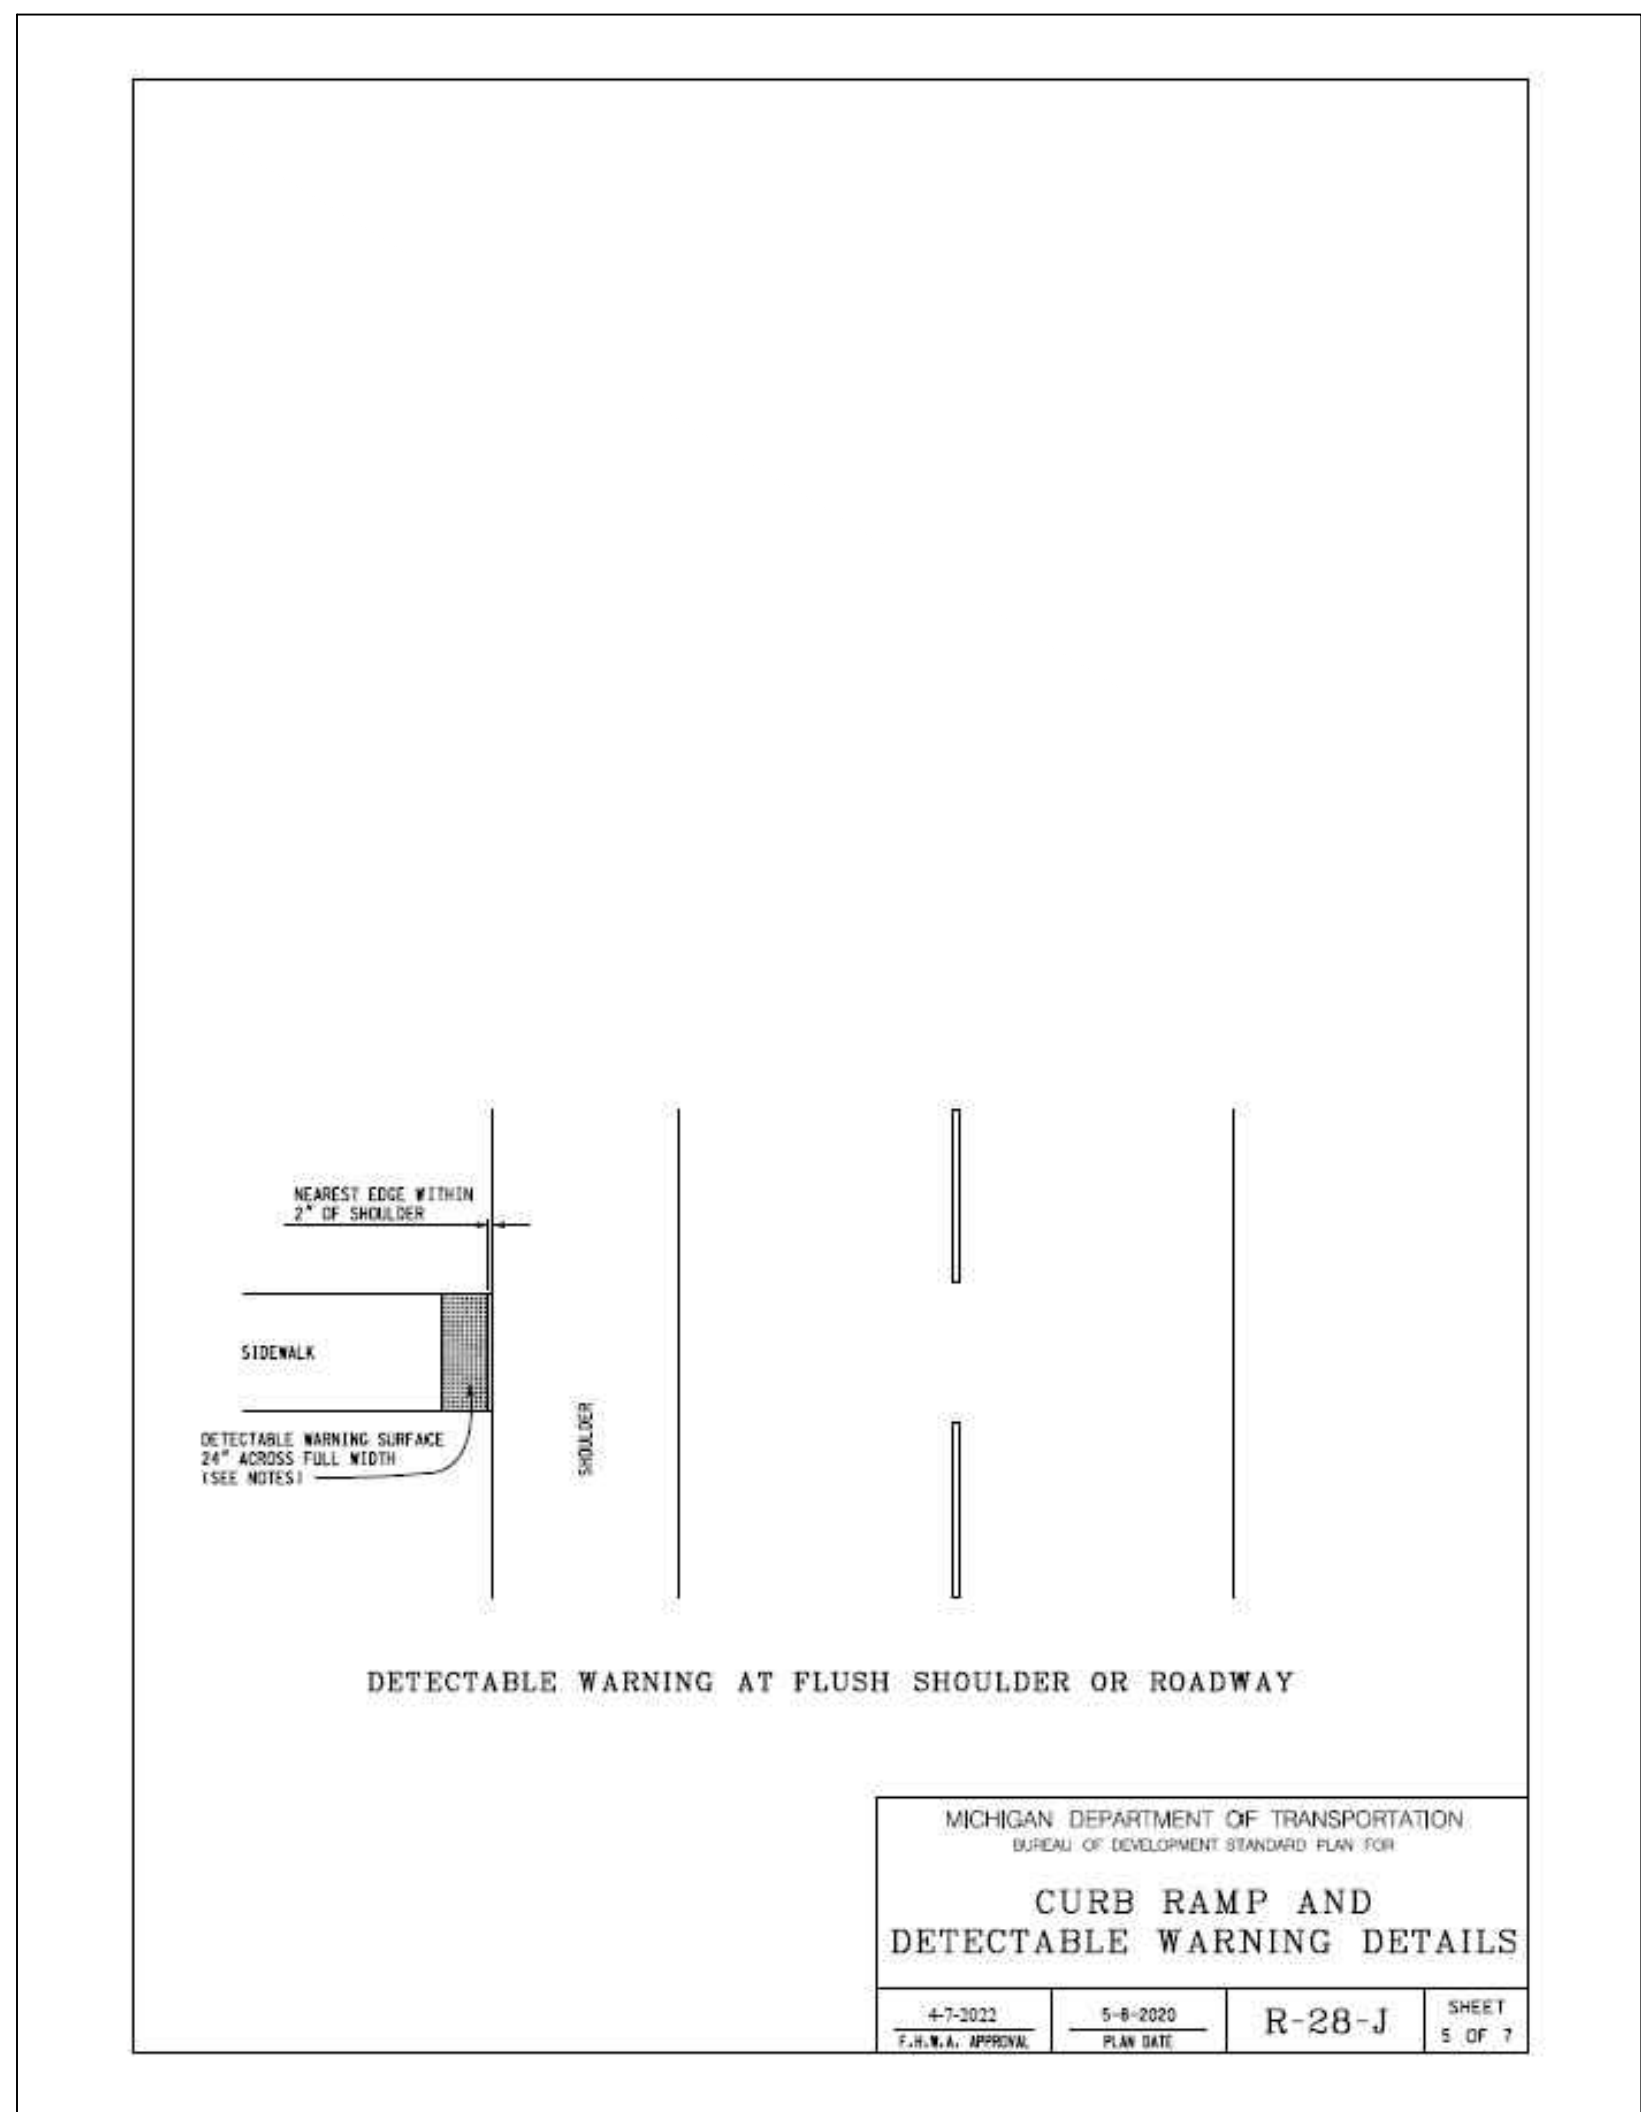 NEAREST EDGE WITHIN
2" OF SHOULDER
SIDEWALK
DETECTABLE WARNING SURFACE
24" ACROSS FULL WIDTH
(SEE NOTES)
SHOULDER
DETECTABLE WARNING AT FLUSH SHOULDER OR ROADWAY
MICHIGAN DEPARTMENT OF TRANSPORTATION
BUREAU OF DEVELOPMENT STANDARD PLAN FOR
CURB RAMP AND
DETECTABLE WARNING DETAILS
4-7-2022
F.H.W.A. APPROVAL
5-8-2020
PLAN DATE
R-28-J
SHEET
5 OF 7